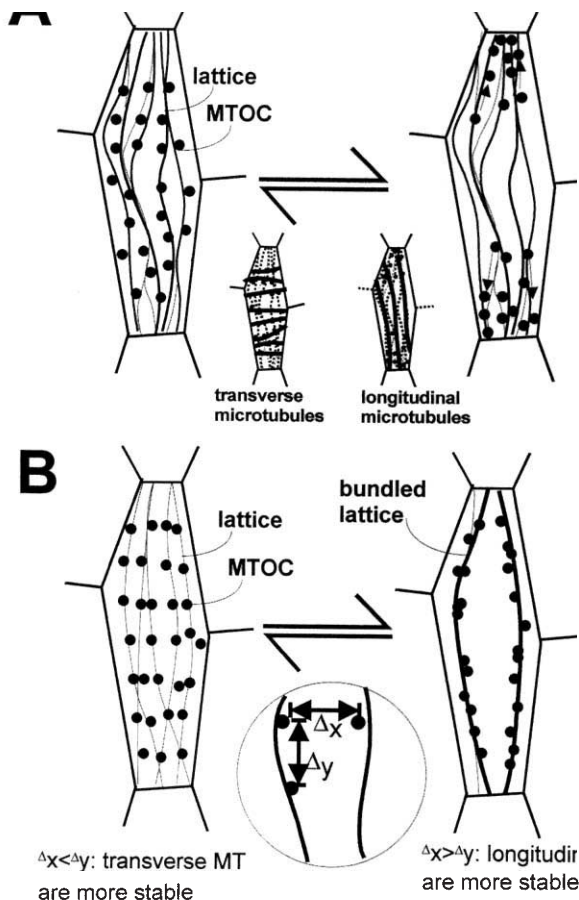 A
lattice
MTOC
transverse
microtubules
longitudinal
microtubules
B
lattice
MTOC
bundled
lattice
Δx
Δy
Δx<Δy: transverse MT
are more stable
Δx>Δy: longitudin
are more stable